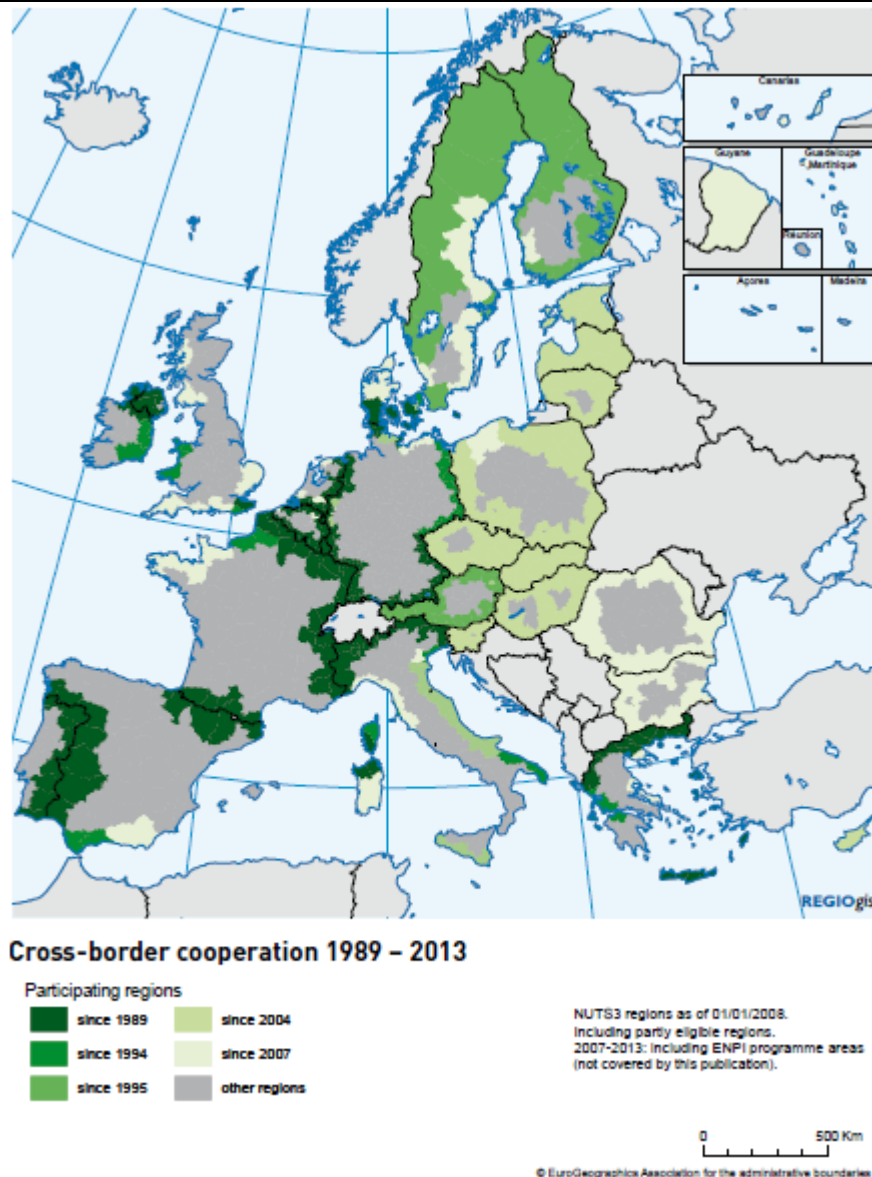 Canarias
Guyane
Guadeloupe
Martinique
Réunion
Açores
Madeira
REGIOgis
Cross-border cooperation 1989 – 2013
Participating regions
since 1989
since 2004
since 1994
since 2007
since 1995
other regions
NUTS3 regions as of 01/01/2008.
Including partly eligible regions.
2007-2013: Including ENPI programme areas
(not covered by this publication).
0 500 Km
© EuroGeographics Association for the administrative boundaries